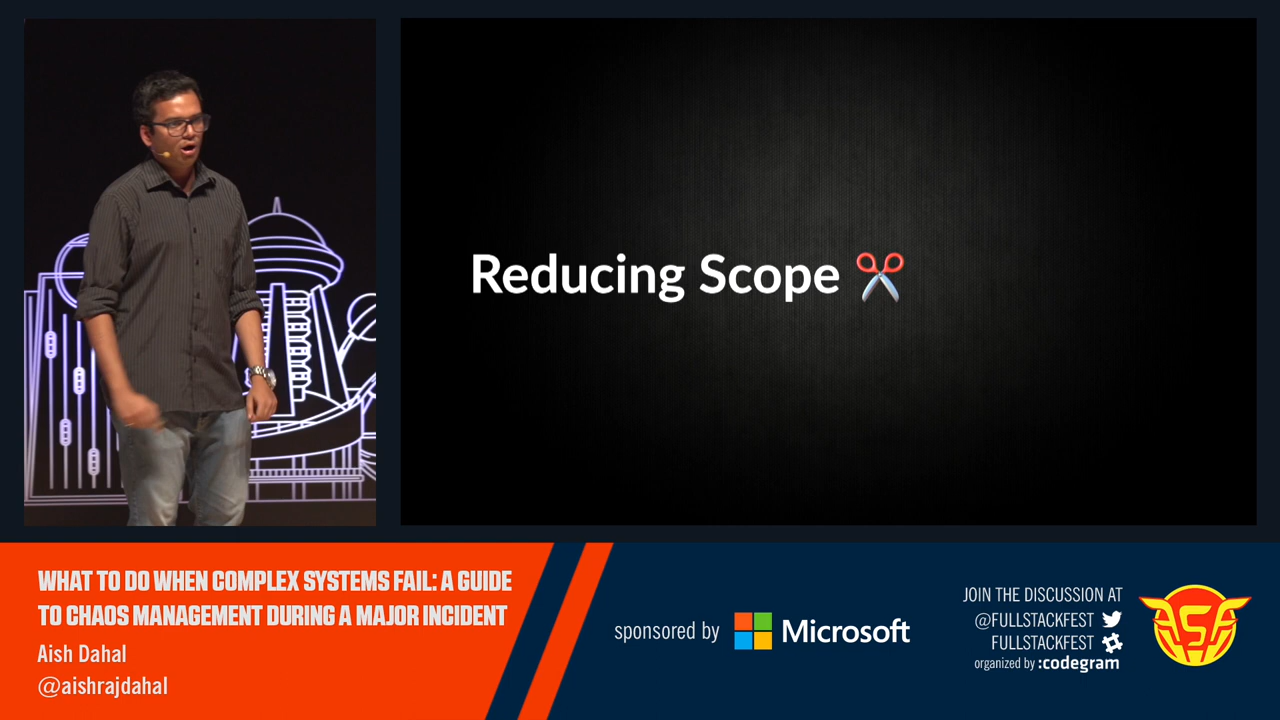 Reducing Scope ✂️
WHAT TO DO WHEN COMPLEX SYSTEMS FAIL: A GUIDE
TO CHAOS MANAGEMENT DURING A MAJOR INCIDENT
Aish Dahal
@aishrajdahal
sponsored by Microsoft
JOIN THE DISCUSSION AT
@FULLSTACKFEST
FULLSTACKFEST
organized by :codegram
FSF